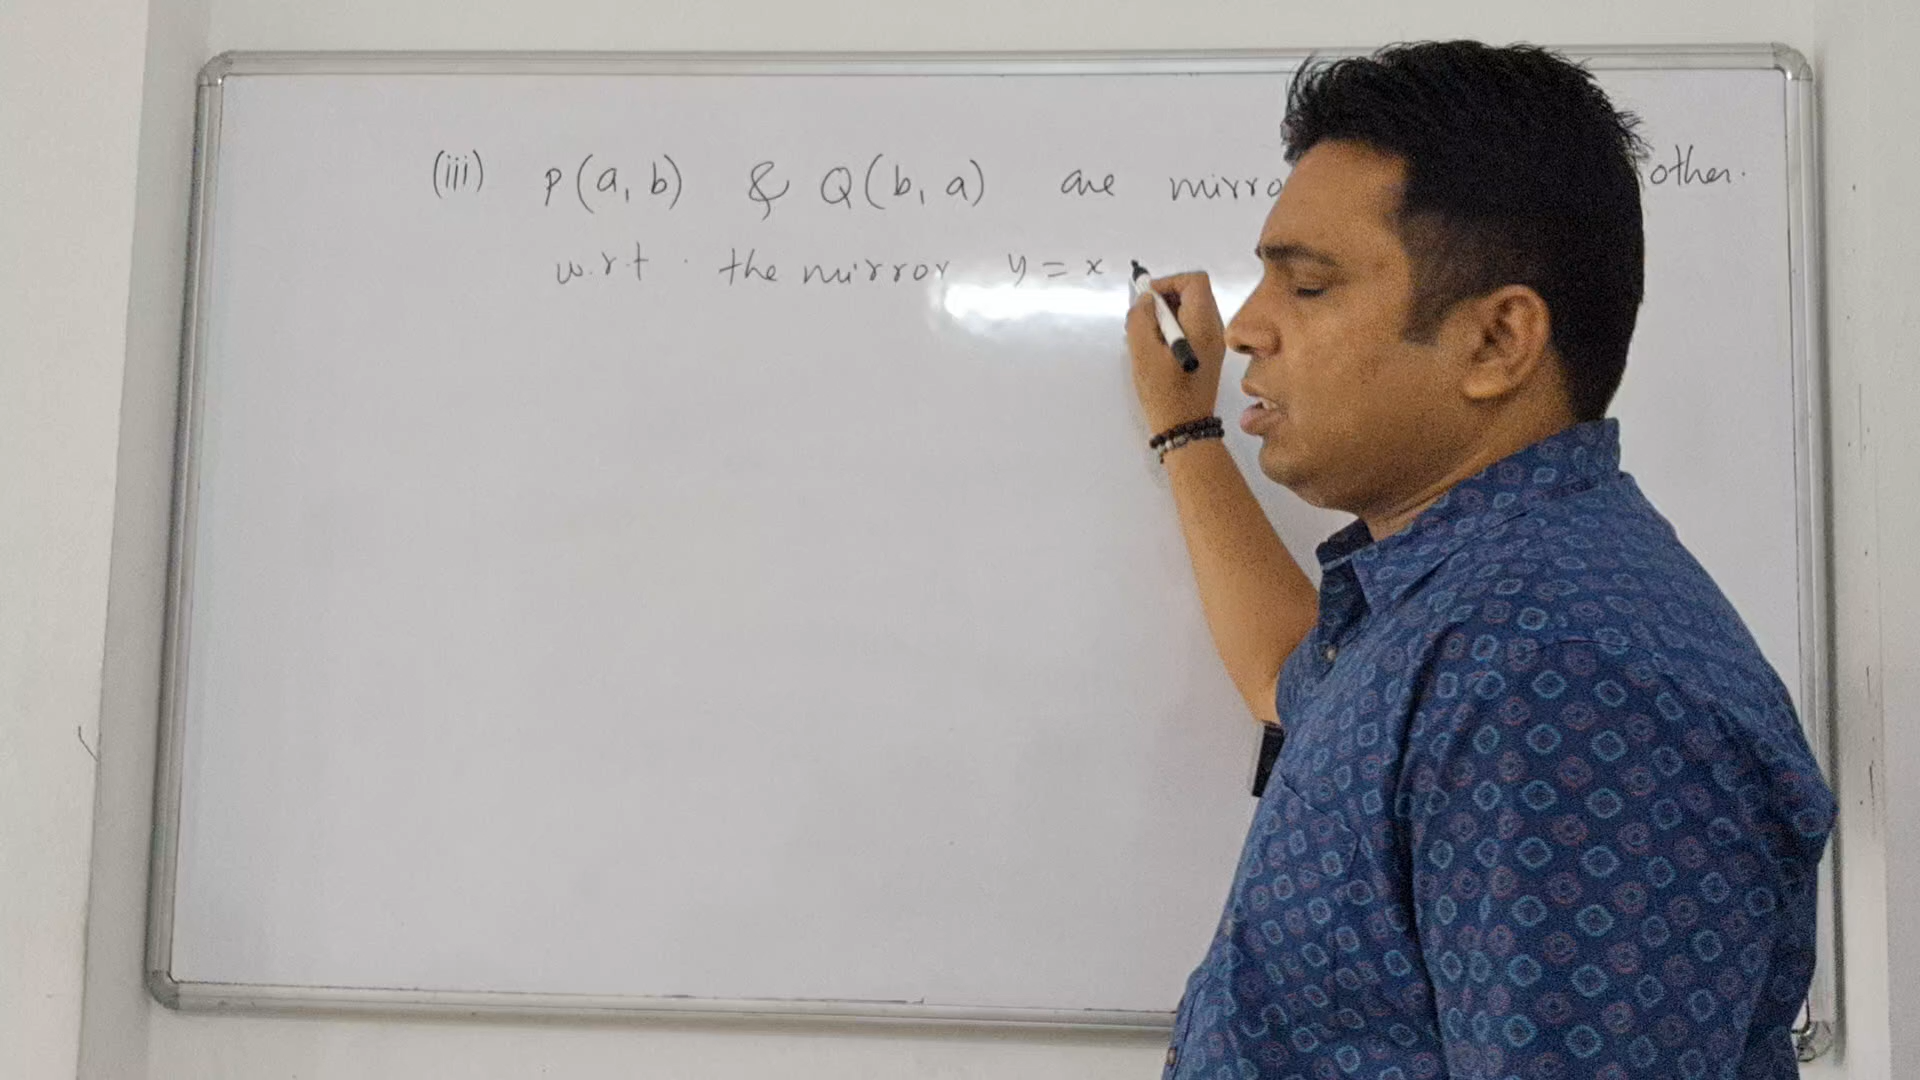 (iii) P(a, b) & Q(b, a) are mirro other.
w.r.t. the mirror y = x